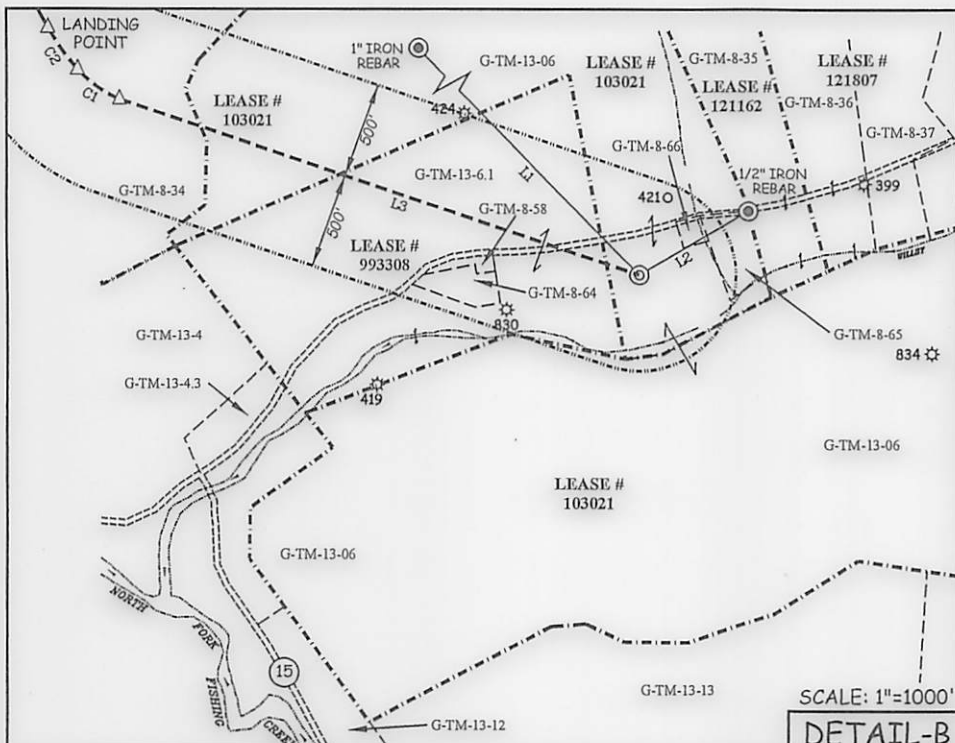 LANDING
POINT
C2
C1
1" IRON
REBAR
G-TM-13-06
LEASE #
103021
LEASE #
103021
G-TM-8-35
LEASE #
121162
LEASE #
121807
G-TM-8-36
G-TM-8-37
424
500'
500'
G-TM-8-34
G-TM-13-6.1
L1
L3
G-TM-8-66
421
1/2" IRON
REBAR
399
G-TM-8-58
LEASE #
993308
L2
G-TM-8-64
830
G-TM-8-65
834
G-TM-13-4
G-TM-13-4.3
419
G-TM-13-06
LEASE #
103021
G-TM-13-06
NORTH
FORK
FISHING
CREEK
15
G-TM-13-12
G-TM-13-13
SCALE: 1"=1000'
DETAIL-B